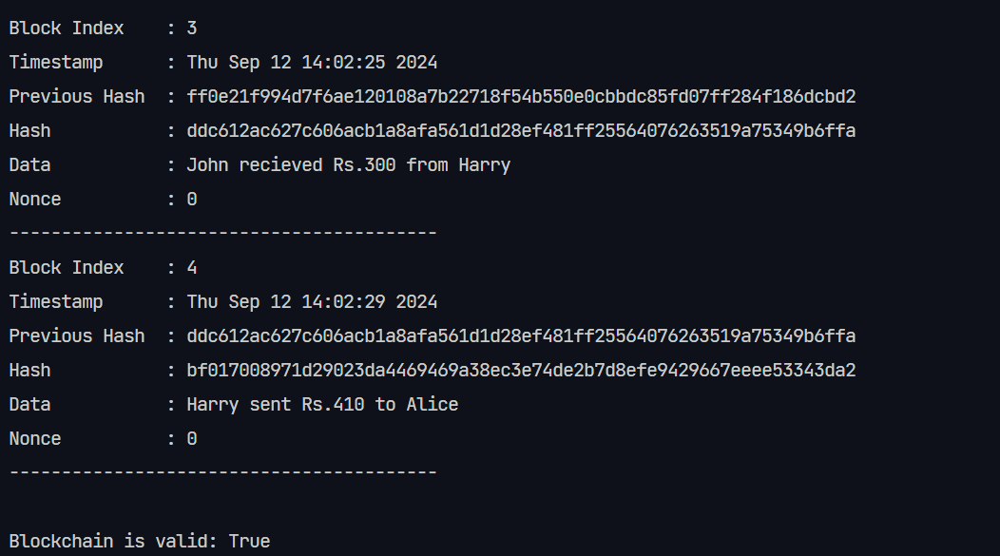 Block Index    : 3
Timestamp      : Thu Sep 12 14:02:25 2024
Previous Hash  : ff0e21f994d7f6ae120108a7b22718f54b550e0cbbdc85fd07ff284f186dcbd2
Hash           : ddc612ac627c606acb1a8afa561d1d28ef481ff25564076263519a75349b6ffa
Data           : John recieved Rs.300 from Harry
Nonce          : 0
-----------------------------------------
Block Index    : 4
Timestamp      : Thu Sep 12 14:02:29 2024
Previous Hash  : ddc612ac627c606acb1a8afa561d1d28ef481ff25564076263519a75349b6ffa
Hash           : bf017008971d29023da4469469a38ec3e74de2b7d8efe9429667eeee53343da2
Data           : Harry sent Rs.410 to Alice
Nonce          : 0
-----------------------------------------
Blockchain is valid: True